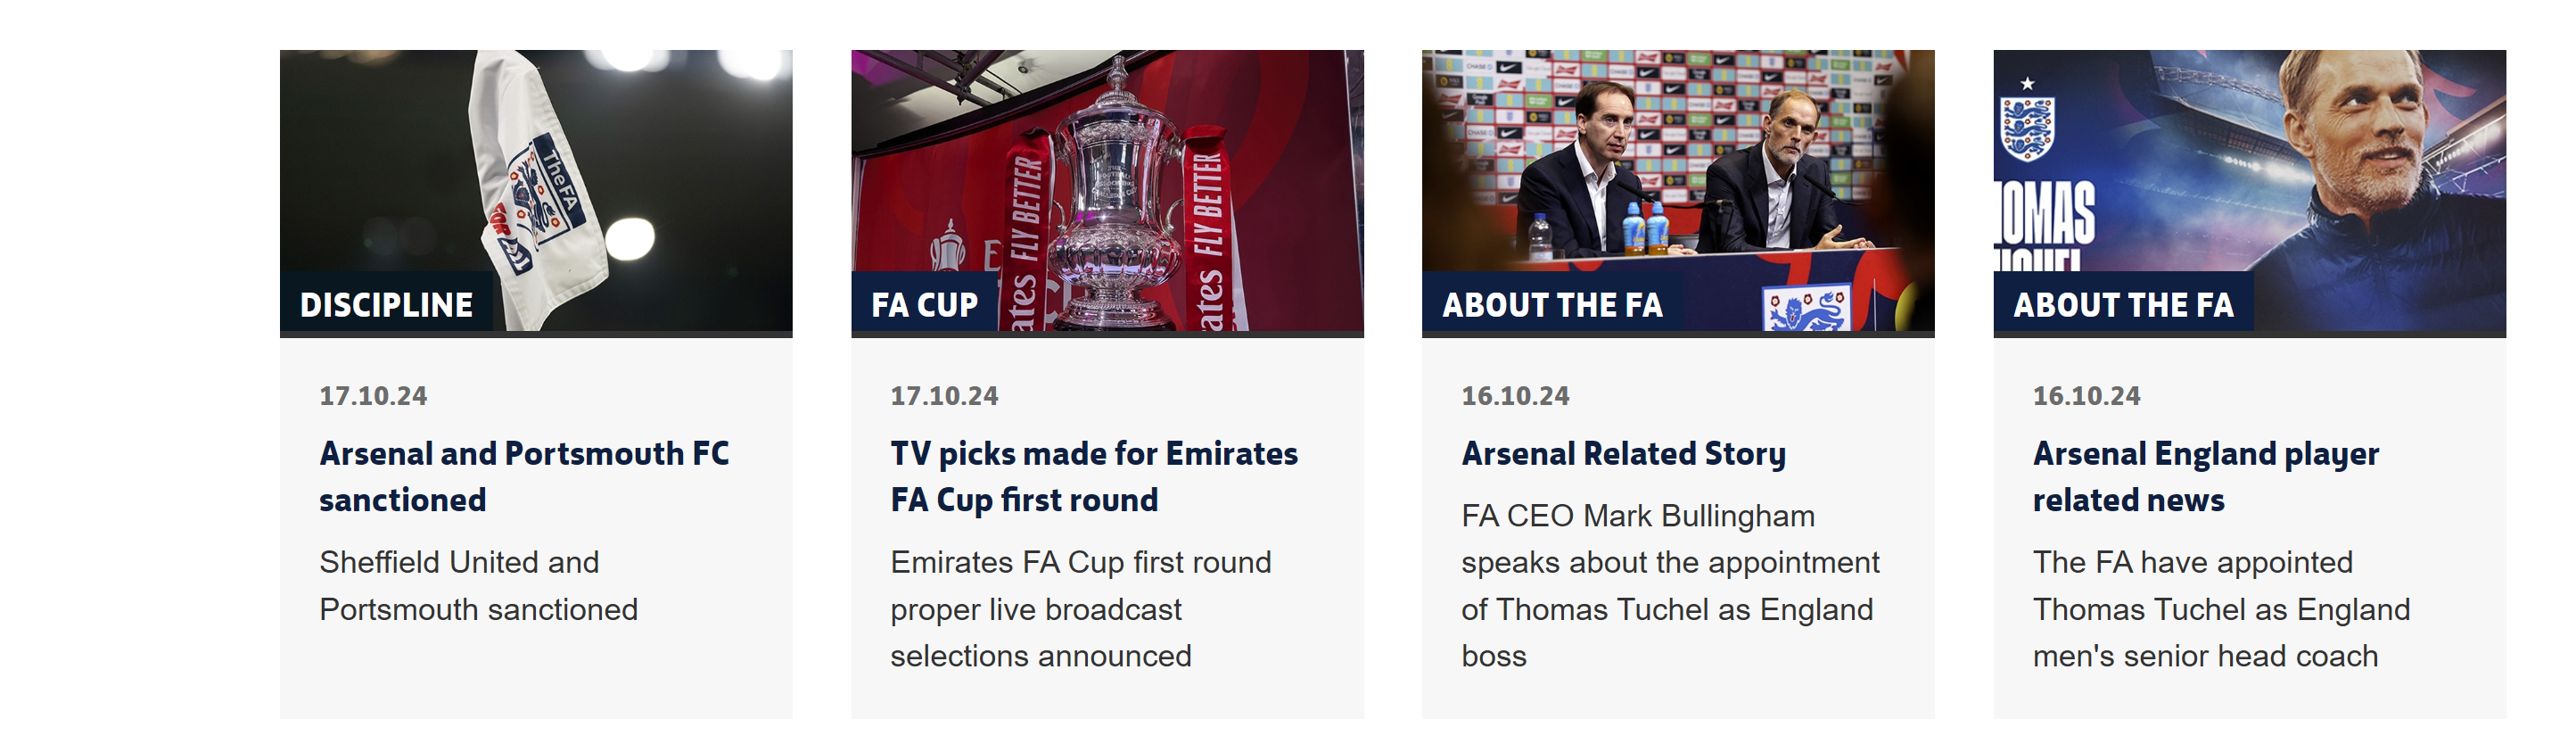 TheFA
FOR ALL
DISCIPLINE
17.10.24
Arsenal and Portsmouth FC
sanctioned
Sheffield United and
Portsmouth sanctioned
FLY BETTER
FLY BETTER
FA CUP
17.10.24
TV picks made for Emirates
FA Cup first round
Emirates FA Cup first round
proper live broadcast
selections announced
ABOUT THE FA
16.10.24
Arsenal Related Story
FA CEO Mark Bullingham
speaks about the appointment
of Thomas Tuchel as England
boss
OMAS
ABOUT THE FA
16.10.24
Arsenal England player
related news
The FA have appointed
Thomas Tuchel as England
men's senior head coach